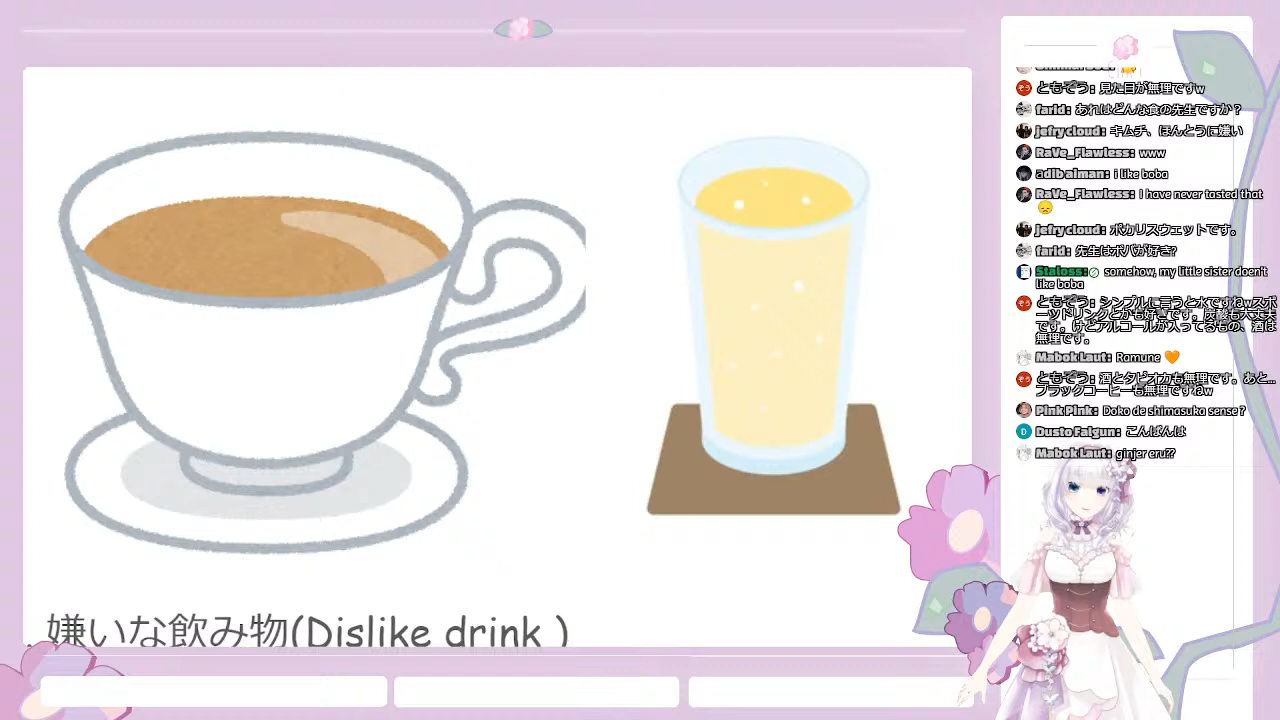 嫌いな飲み物(Dislike drink )
ともぞう: 見た目が無理ですw
farid: あれはどんな食の先生ですか？
jefrycloud: キムチ、ほんとうに嫌い
RaVe_Flawless: www
adibaiman: i like boba
RaVe_Flawless: i have never tasted that
😞
jefrycloud: ポカリスウェットです。
farid: 先生はボバが好き?
Staloss: somehow, my little sister doen't
like boba
ともぞう: シンプルに言うと水ですねwスポ
ーツドリンクとかも好きです。炭酸も大丈夫
です。けどアルコールが入ってるもの、酒は
無理です。
MabokLaut: Ramune 🧡
ともぞう: 酒とタピオカも無理です。あと…
ブラックコーヒーも無理ですねw
PinkPink: Doko de shimasuka sense ?
Dusto Falgun: こんばんは
MabokLaut: ginjer eru??